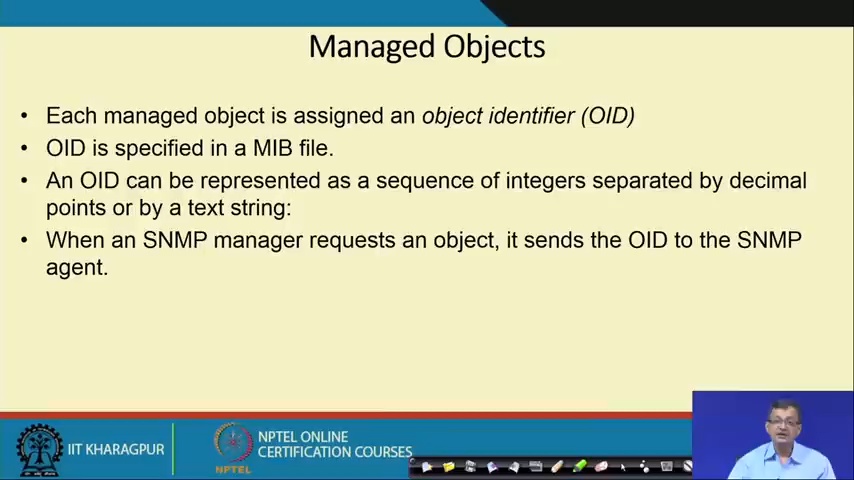 Managed Objects
• Each managed object is assigned an object identifier (OID)
• OID is specified in a MIB file.
• An OID can be represented as a sequence of integers separated by decimal
points or by a text string:
• When an SNMP manager requests an object, it sends the OID to the SNMP
agent.
IIT KHARAGPUR
NPTEL
NPTEL ONLINE
CERTIFICATION COURSES